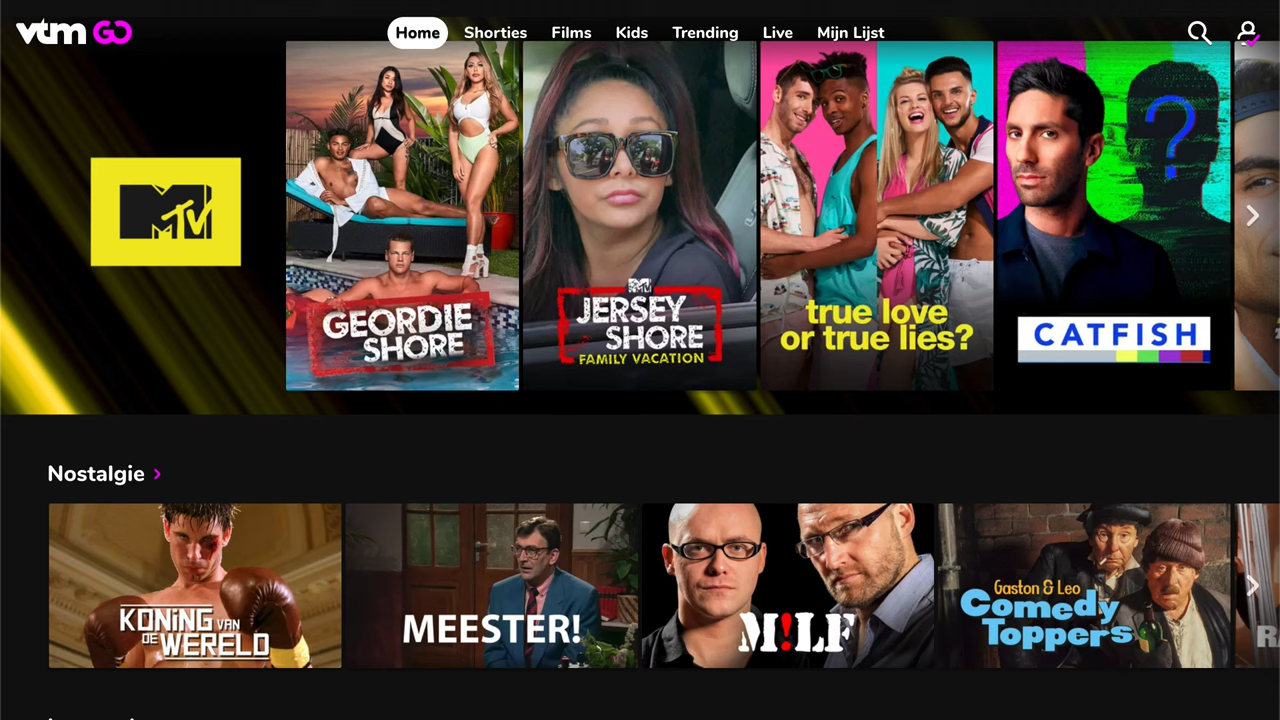 vtm GO
Home
Shorties
Films
Kids
Trending
Live
Mijn Lijst
MTV
GEORDIE
SHORE
MTV
JERSEY
SHORE
FAMILY VACATION
true love
or true lies?
?
CATFISH
Nostalgie
KONING VAN
DE WERELD
MEESTER!
M!LF
Gaston & Leo
Comedy
Toppers